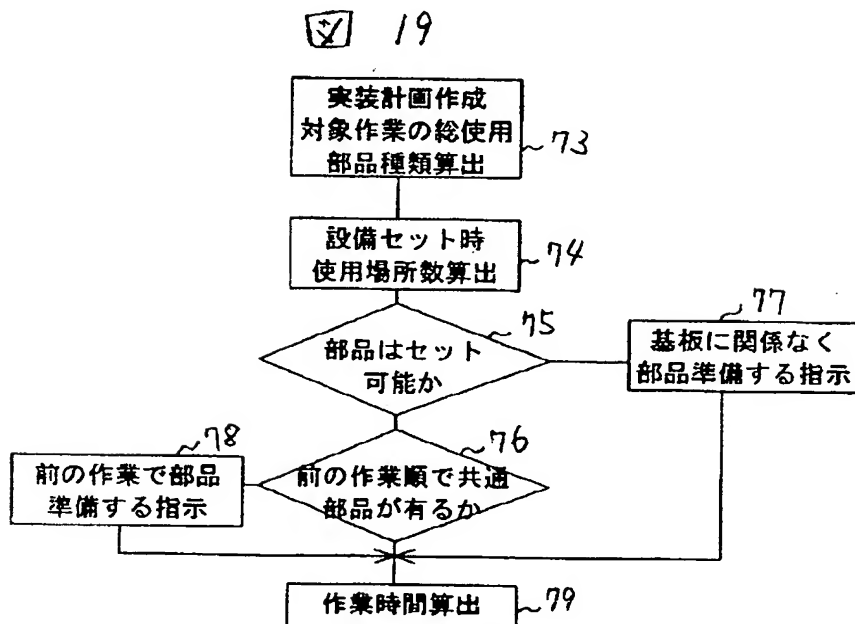 図 19
実装計画作成
対象作業の総使用
部品種類算出
73
設備セット時
使用場所数算出
74
部品はセット
可能か
75
基板に関係なく
部品準備する指示
77
前の作業順で共通
部品が有るか
76
前の作業で部品
準備する指示
78
作業時間算出
79